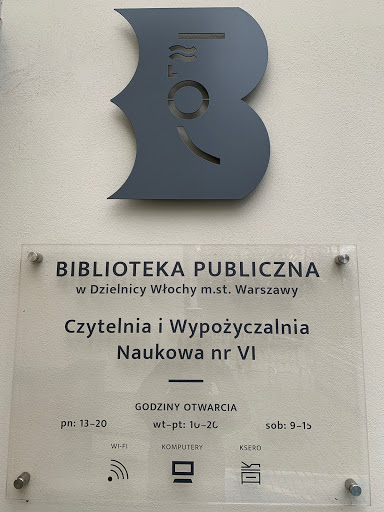 BIBLIOTEKA PUBLICZNA
w Dzielnicy Włochy m.st. Warszawy
Czytelnia i Wypożyczalnia
Naukowa nr VI
GODZINY OTWARCIA
pn: 13-20 wt-pt: 10-20 sob: 9-15
WI-FI KOMPUTERY KSERO